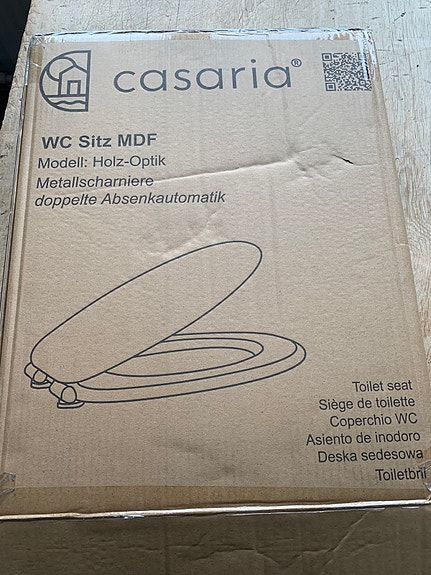 casaria®
WC Sitz MDF
Modell: Holz-Optik
Metallscharniere
doppelte Absenkautomatik
Toilet seat
Siège de toilette
Coperchio WC
Asiento de inodoro
Deska sedesowa
Toiletbril